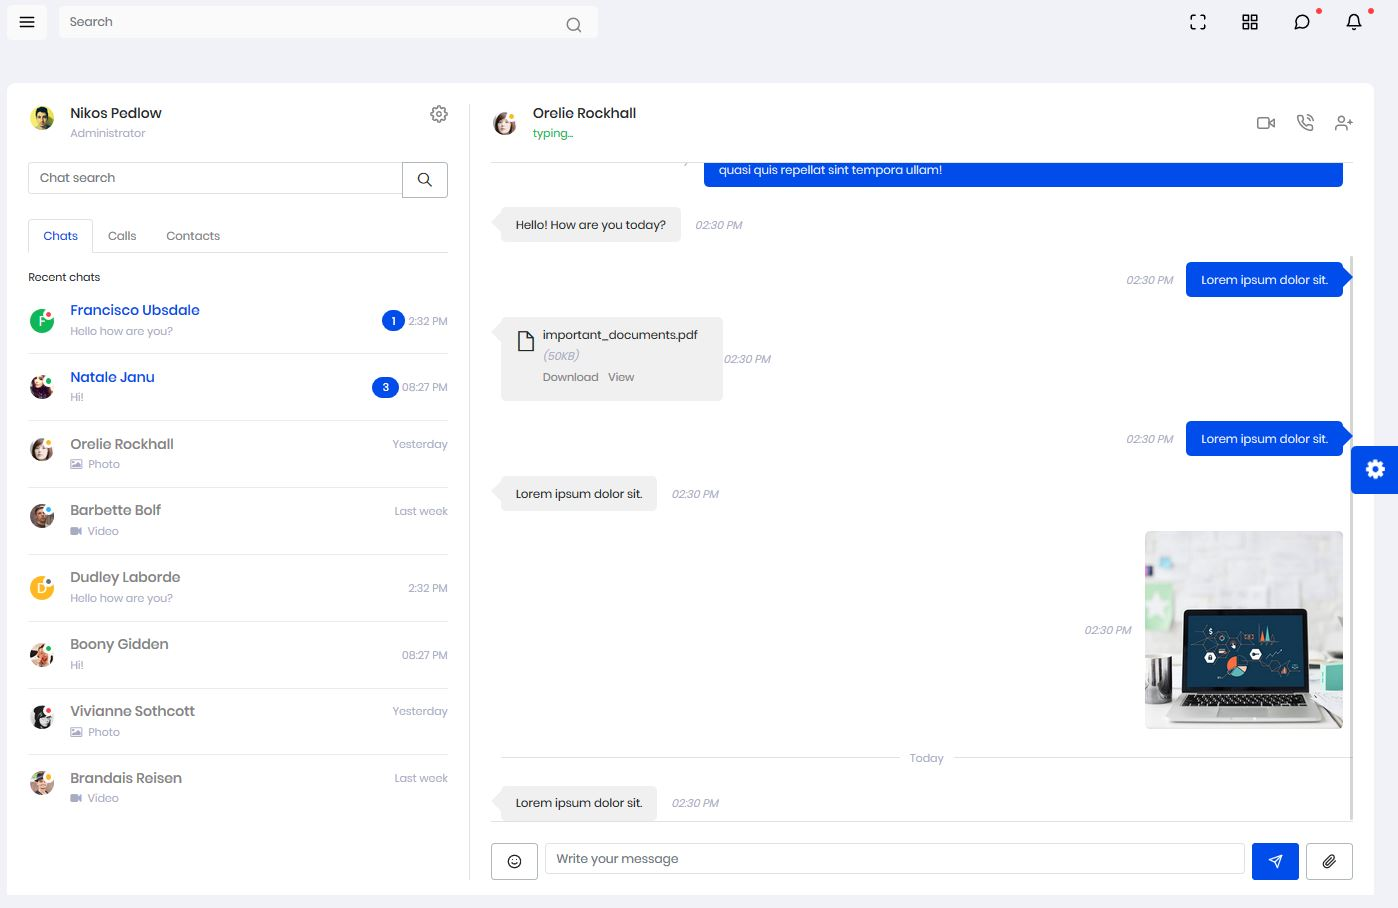 Search
Nikos Pedlow
Administrator
Chat search
Chats Calls Contacts
Recent chats
F
Francisco Ubsdale
Hello how are you?
1 2:32 PM
Natale Janu
Hi!
3 08:27 PM
Orelie Rockhall
Photo
Yesterday
Barbette Bolf
Video
Last week
D
Dudley Laborde
Hello how are you?
2:32 PM
Boony Gidden
Hi!
08:27 PM
Vivianne Sothcott
Photo
Yesterday
Brandais Reisen
Video
Last week
Orelie Rockhall
typing...
quasi quis repellat sint tempora ullam!
Hello! How are you today? 02:30 PM
02:30 PM Lorem ipsum dolor sit.
important_documents.pdf
(50KB)
Download View
02:30 PM
02:30 PM Lorem ipsum dolor sit.
Lorem ipsum dolor sit. 02:30 PM
02:30 PM
Today
Lorem ipsum dolor sit. 02:30 PM
Write your message